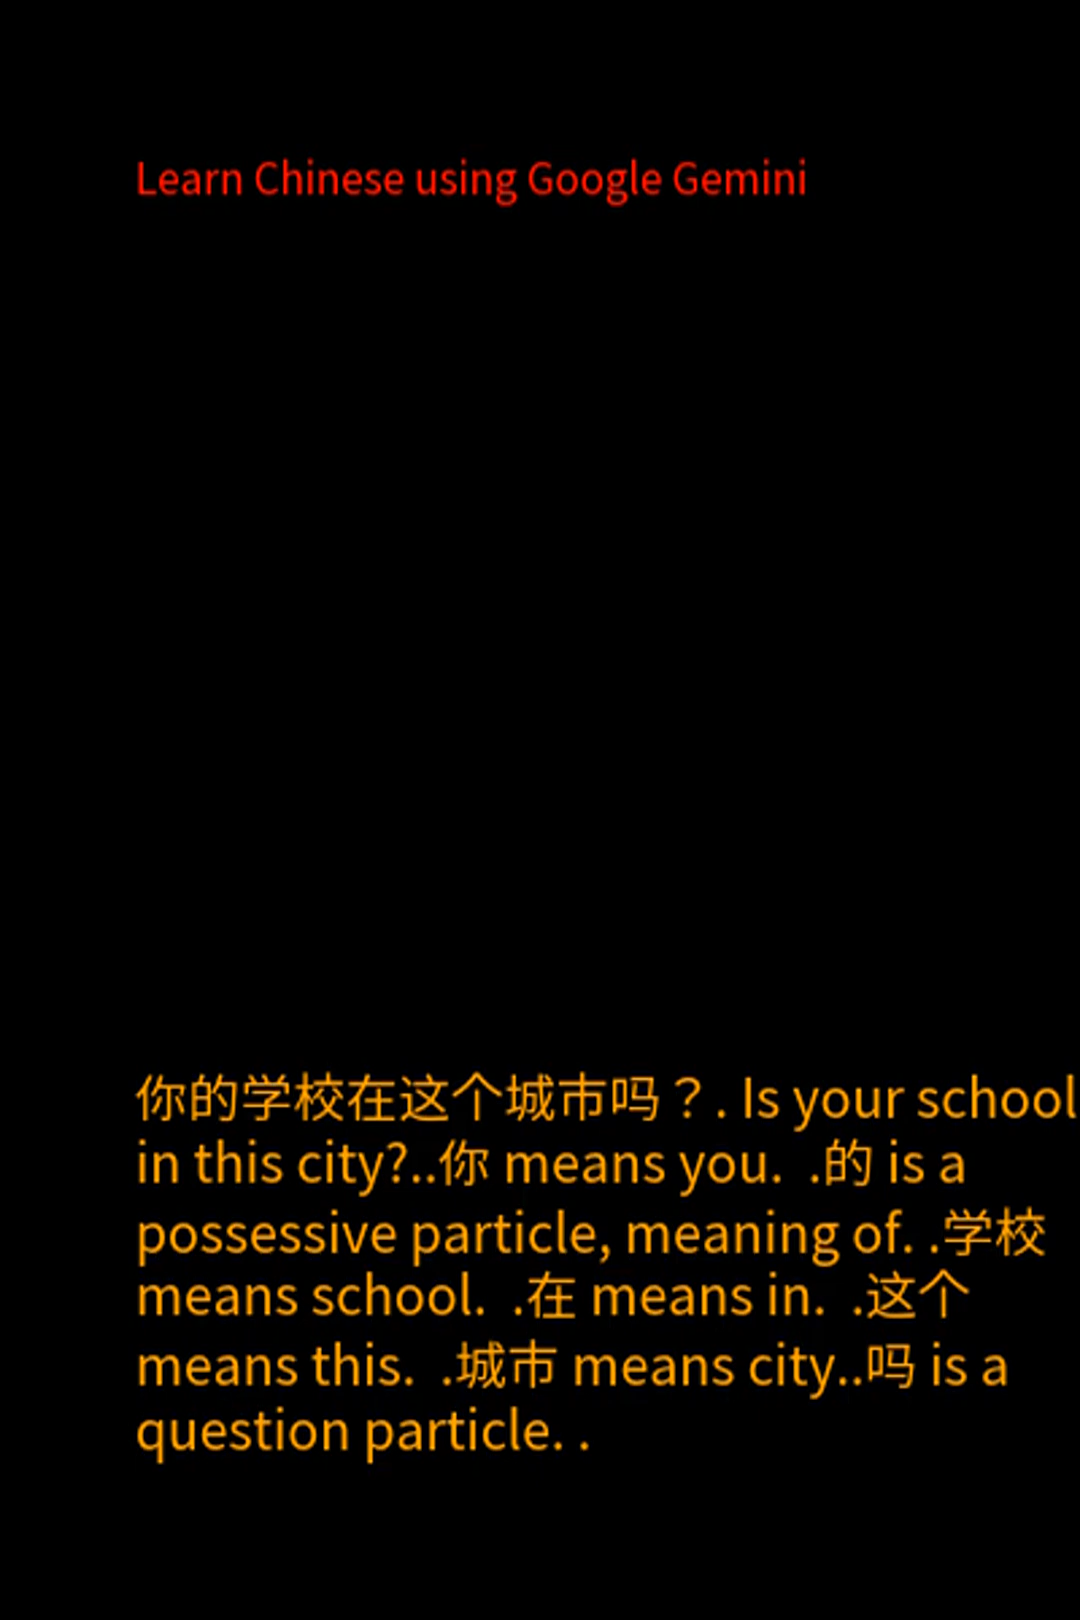 Learn Chinese using Google Gemini
你的学校在这个城市吗？. Is your school
in this city?..你 means you.  .的 is a
possessive particle, meaning of. .学校
means school.  .在 means in.  .这个
means this.  .城市 means city..吗 is a
question particle. .